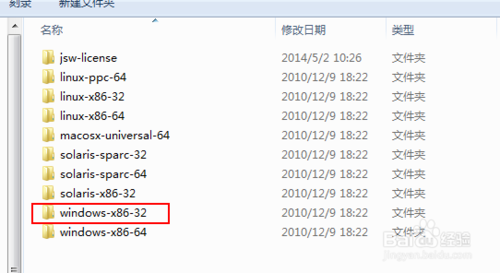 刻录 新建文件夹
名称 修改日期 类型
jsw-license 2014/5/2 10:26 文件夹
linux-ppc-64 2010/12/9 18:22 文件夹
linux-x86-32 2010/12/9 18:22 文件夹
linux-x86-64 2010/12/9 18:22 文件夹
macosx-universal-64 2010/12/9 18:22 文件夹
solaris-sparc-32 2010/12/9 18:22 文件夹
solaris-sparc-64 2010/12/9 18:22 文件夹
solaris-x86-32 2010/12/9 18:22 文件夹
windows-x86-32 2010/12/9 18:22 文件夹
windows-x86-64 2010/12/9 18:22 文件夹
Baidu 经验
jingyan.baidu.com